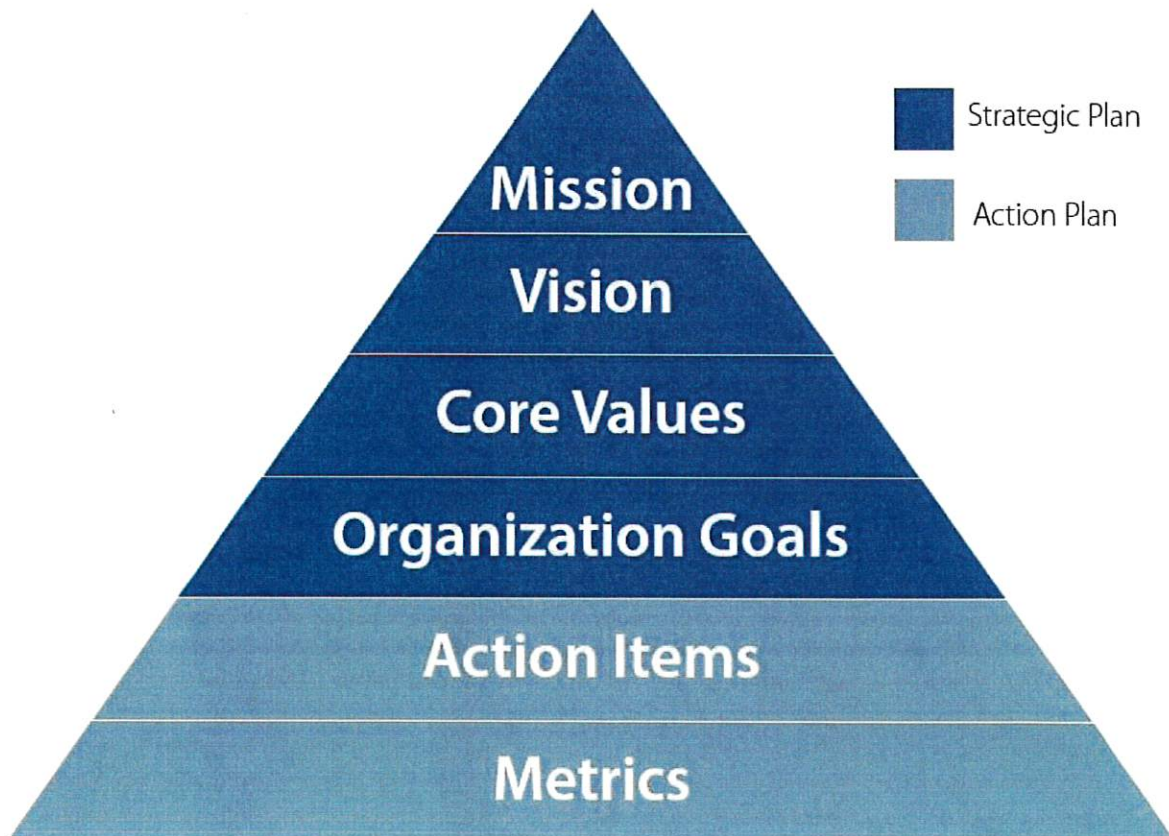 Strategic Plan
Action Plan
Mission
Vision
Core Values
Organization Goals
Action Items
Metrics